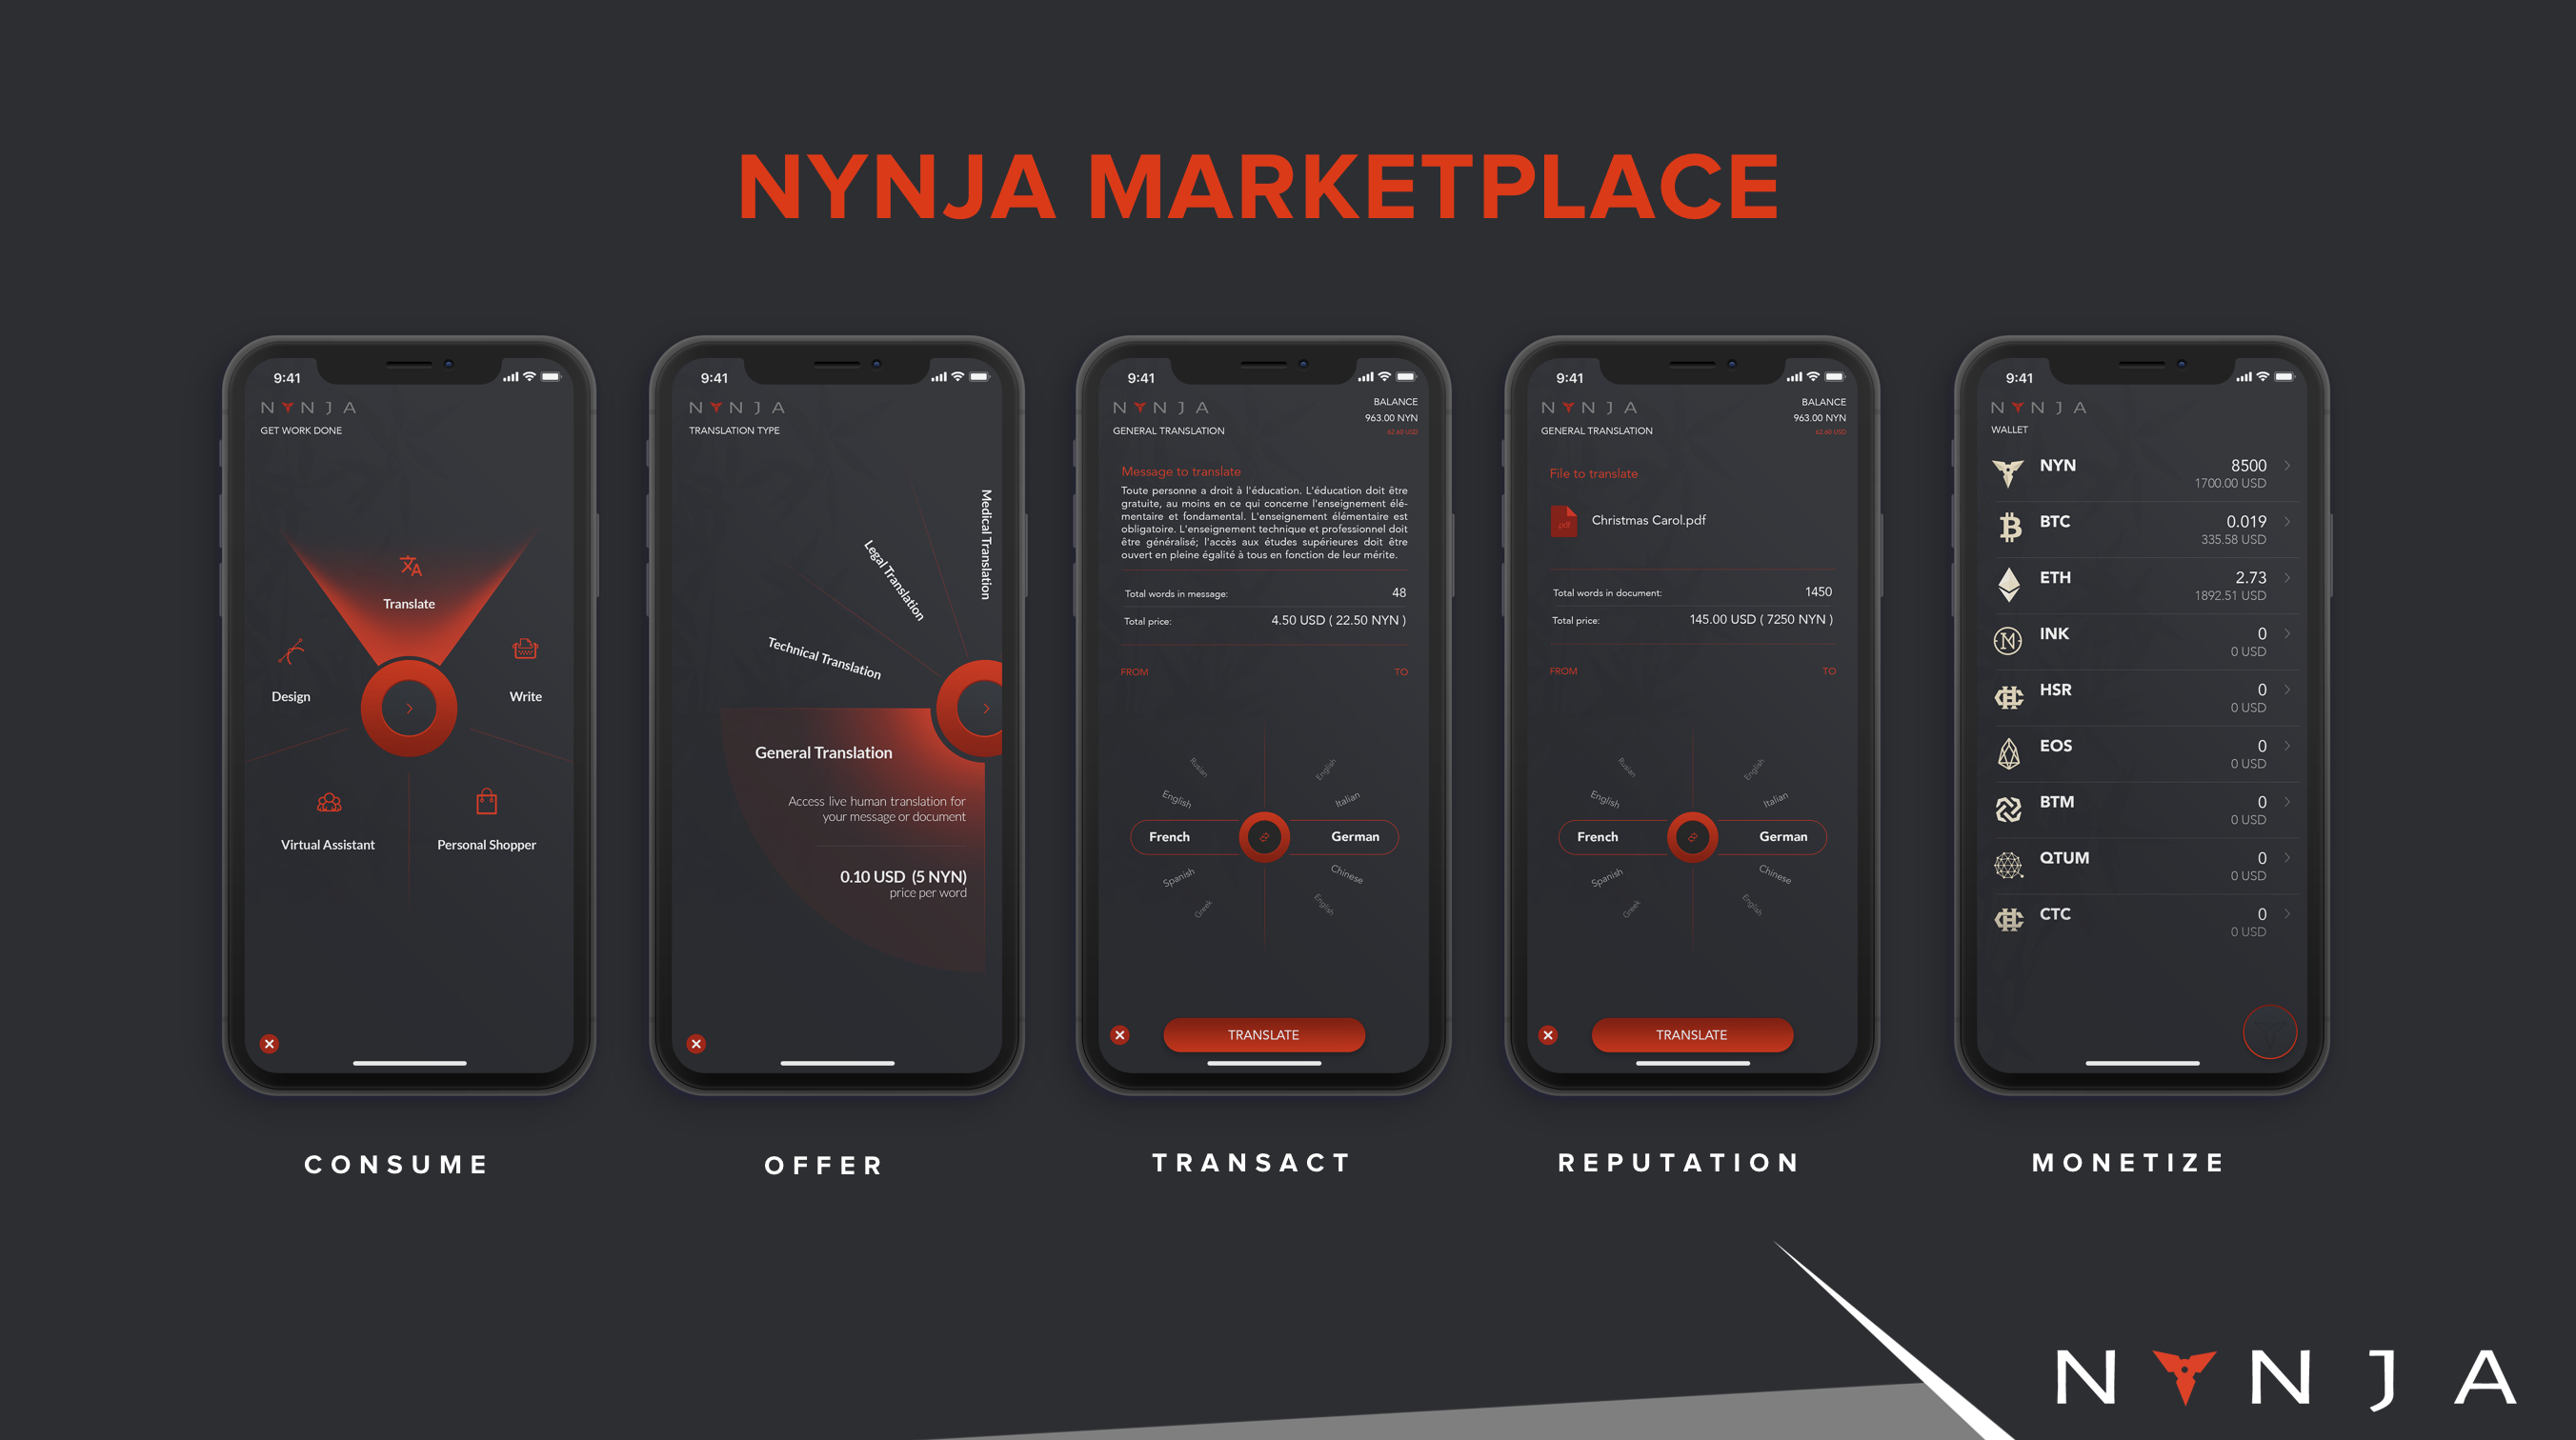 NYNJA MARKETPLACE
9:41
NYNJA
GET WORK DONE
Translate
Design
Write
Virtual Assistant
Personal Shopper
CONSUME
9:41
NYNJA
TRANSLATION TYPE
Medical Translation
Legal Translation
Technical Translation
General Translation
Access live human translation for
your message or document
0.10 USD (5 NYN)
price per word
OFFER
9:41
NYNJA
GENERAL TRANSLATION
BALANCE
963.00 NYN
62.60 USD
Message to translate
Toute personne a droit à l'éducation. L'éducation doit être
gratuite, au moins en ce qui concerne l'enseignement élé-
mentaire et fondamental. L'enseignement élémentaire est
obligatoire. L'enseignement technique et professionnel doit
être généralisé; l'accès aux études supérieures doit être
ouvert en pleine égalité à tous en fonction de leur mérite.
Total words in message: 48
Total price: 4.50 USD ( 22.50 NYN )
FROM TO
Rusian English
English Italian
French German
Spanish Chinese
Greek English
TRANSLATE
TRANSACT
9:41
NYNJA
GENERAL TRANSLATION
BALANCE
963.00 NYN
62.60 USD
File to translate
pdf
Christmas Carol.pdf
Total words in document: 1450
Total price: 145.00 USD ( 7250 NYN )
FROM TO
Rusian English
English Italian
French German
Spanish Chinese
Greek English
TRANSLATE
REPUTATION
9:41
NYNJA
WALLET
NYN 8500
1700.00 USD
BTC 0.019
335.58 USD
ETH 2.73
1892.51 USD
INK 0
0 USD
HSR 0
0 USD
EOS 0
0 USD
BTM 0
0 USD
QTUM 0
0 USD
CTC 0
0 USD
MONETIZE
NYNJA